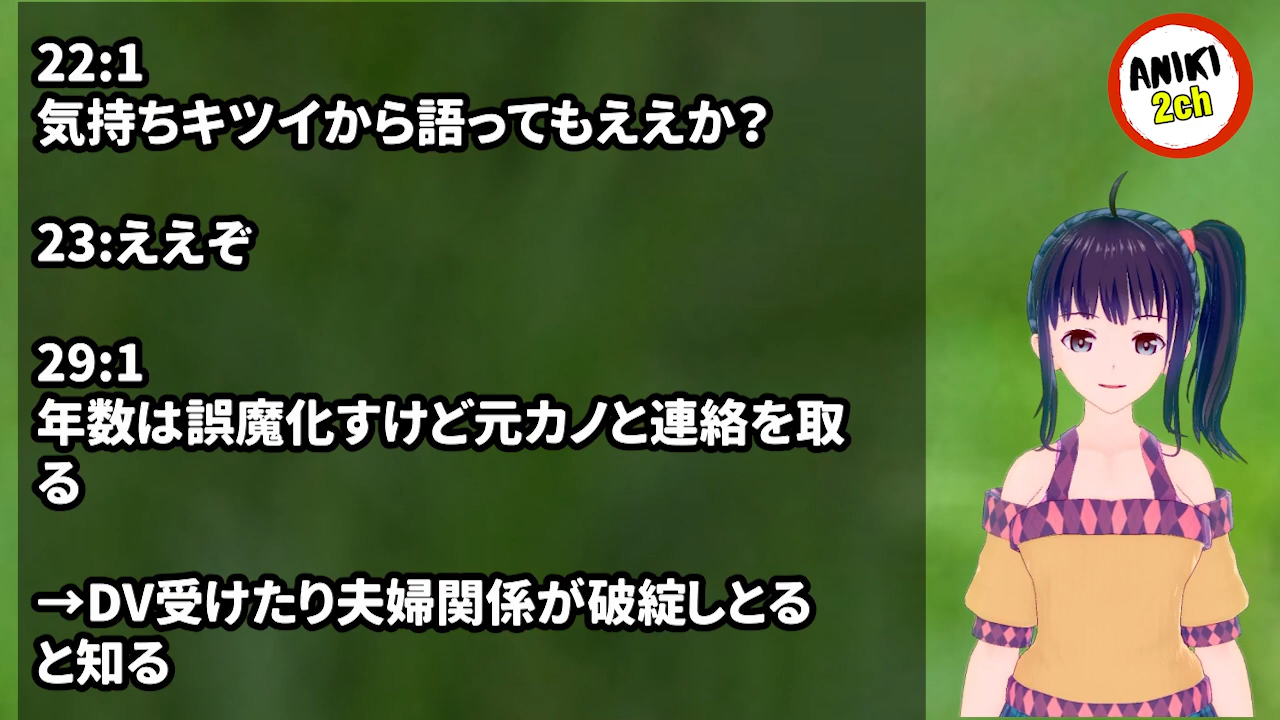 22:1
気持ちキツイから語ってもええか？
23:ええぞ
29:1
年数は誤魔化すけど元カノと連絡を取
る
→DV受けたり夫婦関係が破綻しとる
と知る
ANIKI
2ch